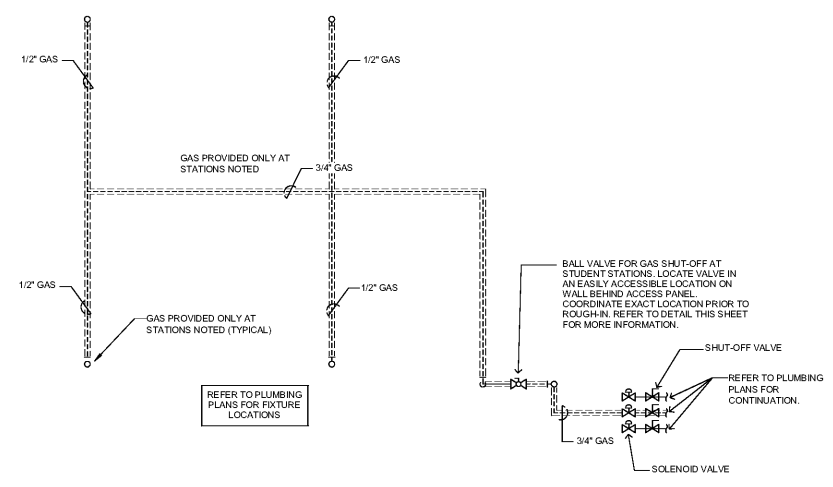 1/2" GAS
1/2" GAS
GAS PROVIDED ONLY AT
STATIONS NOTED
3/4" GAS
BALL VALVE FOR GAS SHUT-OFF AT
STUDENT STATIONS. LOCATE VALVE IN
AN EASILY ACCESSIBLE LOCATION ON
WALL BEHIND ACCESS PANEL.
COORDINATE EXACT LOCATION PRIOR TO
ROUGH-IN. REFER TO DETAIL THIS SHEET
FOR MORE INFORMATION.
1/2" GAS
1/2" GAS
GAS PROVIDED ONLY AT
STATIONS NOTED (TYPICAL)
SHUT-OFF VALVE
REFER TO PLUMBING
PLANS FOR
CONTINUATION.
REFER TO PLUMBING
PLANS FOR FIXTURE
LOCATIONS
3/4" GAS
SOLENOID VALVE